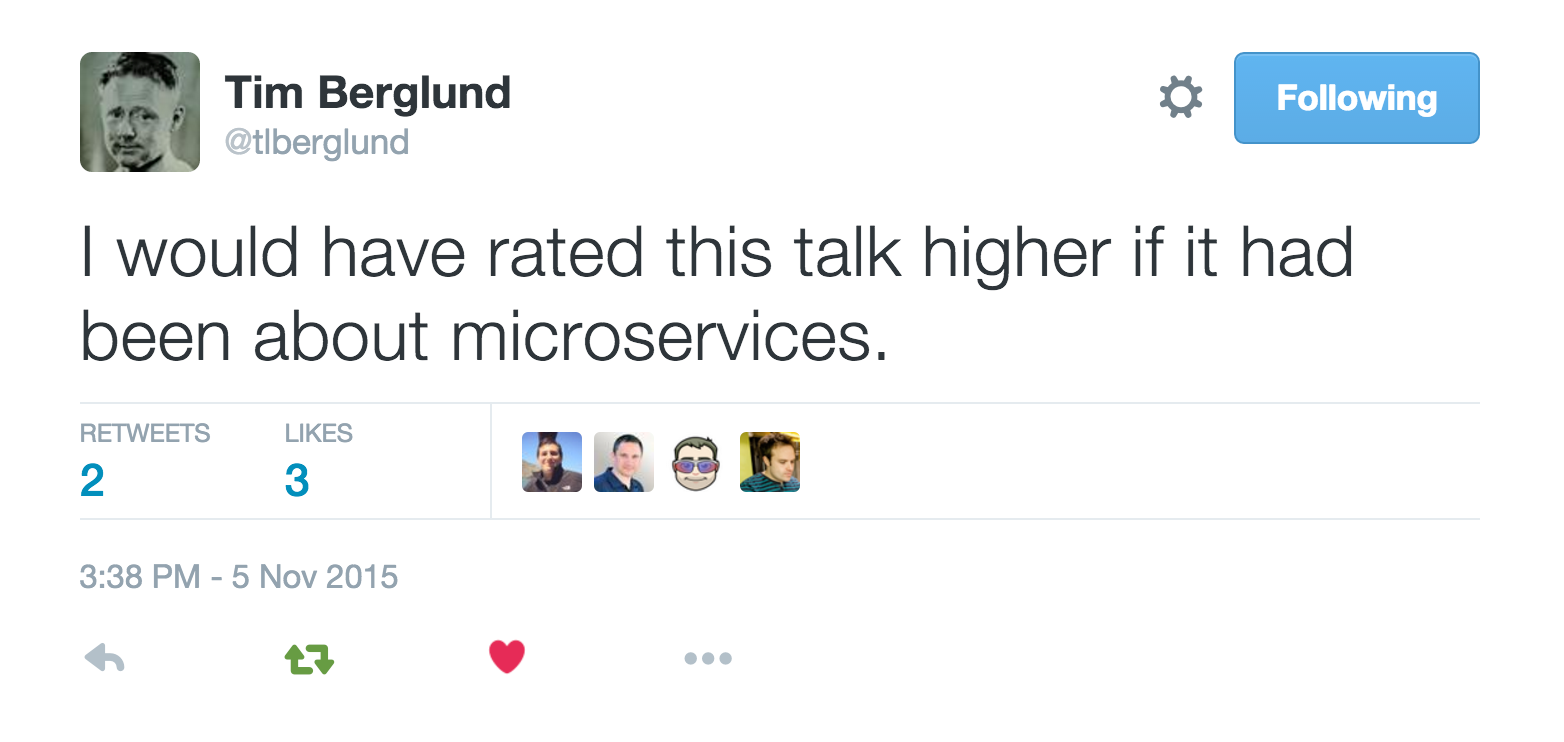 Tim Berglund
@tlberglund
Following
I would have rated this talk higher if it had
been about microservices.
RETWEETS
2
LIKES
3
3:38 PM - 5 Nov 2015